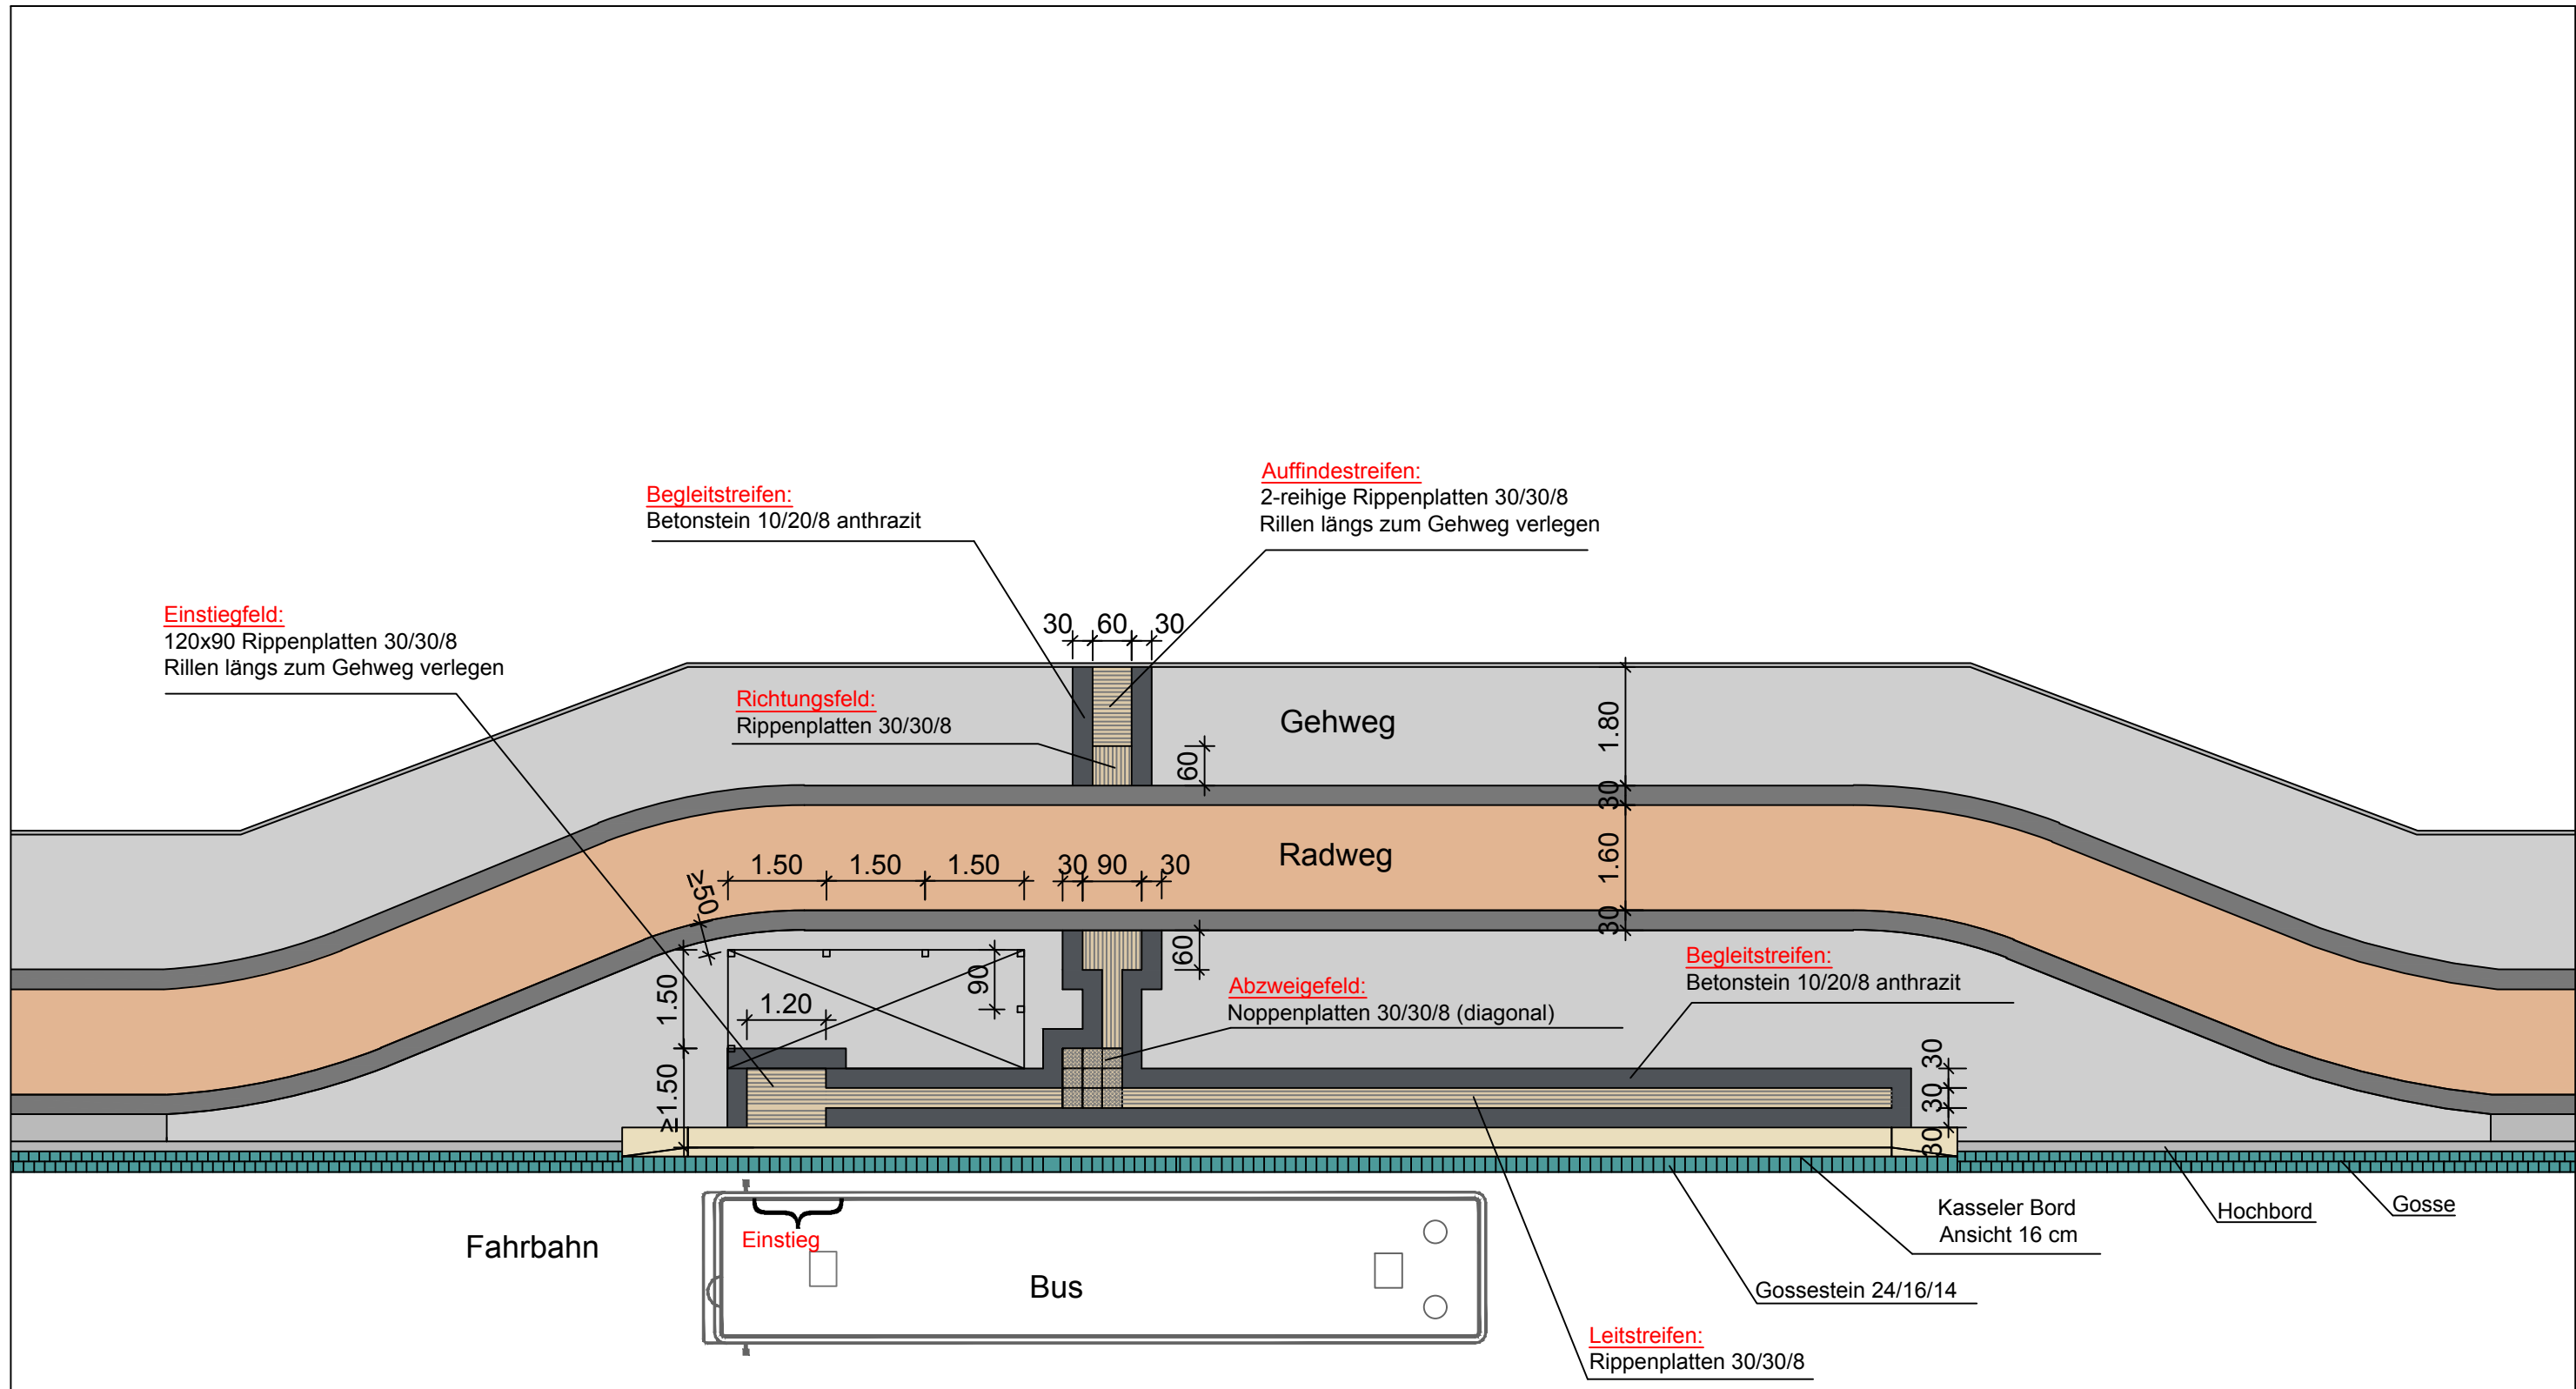 Auffindestreifen:
2-reihige Rippenplatten 30/30/8
Rillen längs zum Gehweg verlegen
Begleitstreifen:
Betonstein 10/20/8 anthrazit
Einstiegfeld:
120x90 Rippenplatten 30/30/8
Rillen längs zum Gehweg verlegen
30 60 30
Richtungsfeld:
Rippenplatten 30/30/8
Gehweg
1.80
60
30
Radweg
1.60
1.50 1.50 1.50
30 90 30
≥50
30
60
90
1.50
1.20
Abzweigefeld:
Noppenplatten 30/30/8 (diagonal)
Begleitstreifen:
Betonstein 10/20/8 anthrazit
≥1.50
30
30
30
Kasseler Bord
Ansicht 16 cm
Hochbord
Gosse
Einstieg
Fahrbahn
Bus
Gossestein 24/16/14
Leitstreifen:
Rippenplatten 30/30/8